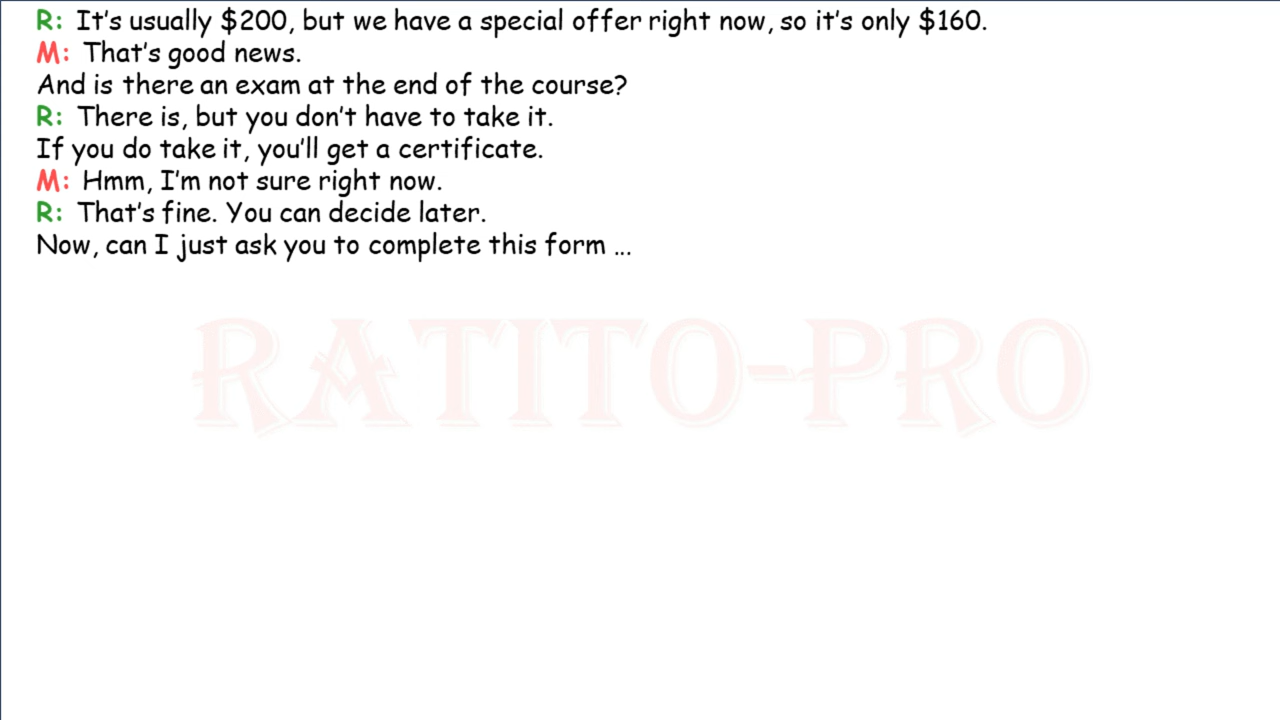 R: It's usually $200, but we have a special offer right now, so it's only $160.
M: That's good news.
And is there an exam at the end of the course?
R: There is, but you don't have to take it.
If you do take it, you'll get a certificate.
M: Hmm, I'm not sure right now.
R: That's fine. You can decide later.
Now, can I just ask you to complete this form ...
RATITO-PRO